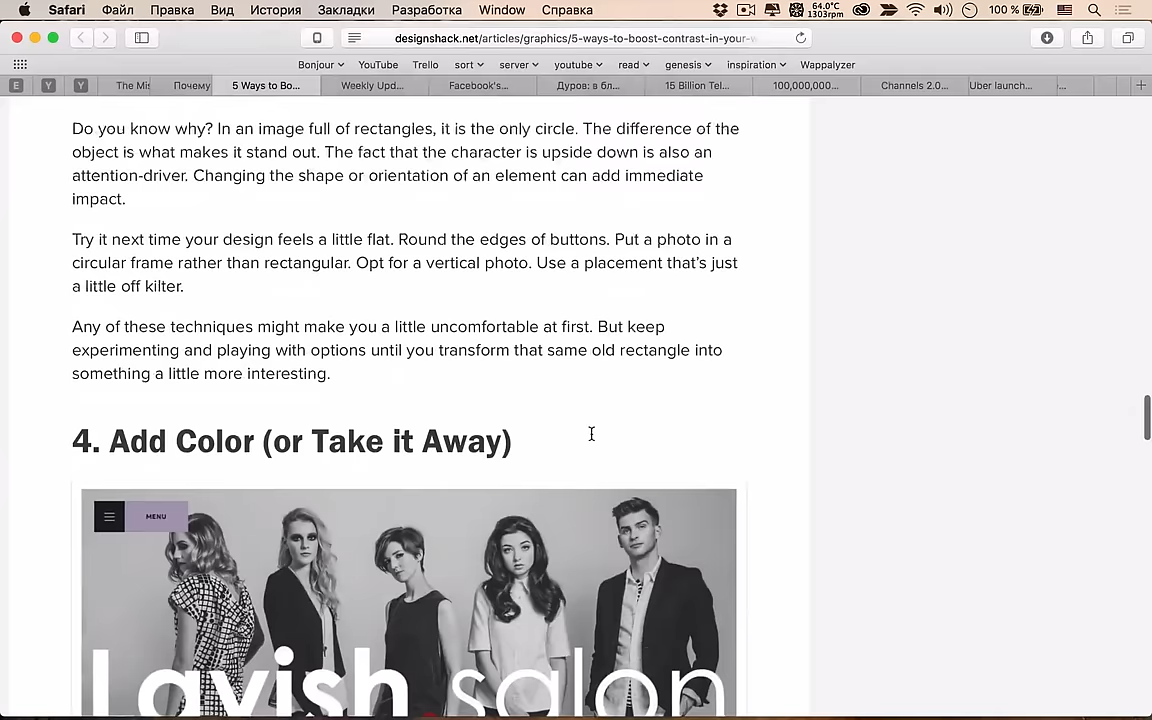 Safari Файл Правка Вид История Закладки Разработка Window Справка 64.0°C 1303rpm 100 %
designshack.net/articles/graphics/5-ways-to-boost-contrast-in-your-w
Bonjour YouTube Trello sort server youtube read genesis inspiration Wappalyzer
E Y Y The Mis Почему 5 Ways to Bo... Weekly Upd... Facebook's... Дуров: в бл... 15 Billion Tel... 100,000,000... Channels 2.0... Uber launch... ...
Do you know why? In an image full of rectangles, it is the only circle. The difference of the
object is what makes it stand out. The fact that the character is upside down is also an
attention-driver. Changing the shape or orientation of an element can add immediate
impact.
Try it next time your design feels a little flat. Round the edges of buttons. Put a photo in a
circular frame rather than rectangular. Opt for a vertical photo. Use a placement that's just
a little off kilter.
Any of these techniques might make you a little uncomfortable at first. But keep
experimenting and playing with options until you transform that same old rectangle into
something a little more interesting.
4. Add Color (or Take it Away)
MENU
Lavish salon